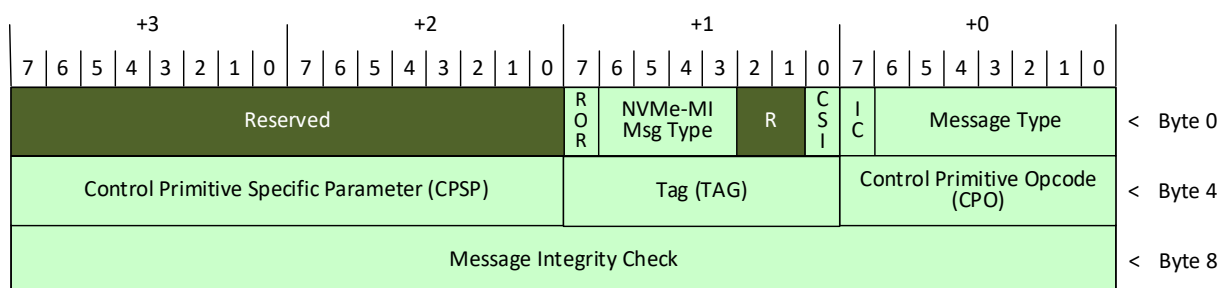 +3 +2 +1 +0
7 6 5 4 3 2 1 0 7 6 5 4 3 2 1 0 7 6 5 4 3 2 1 0 7 6 5 4 3 2 1 0
Reserved ROR NVMe-MI Msg Type R CSI IC Message Type < Byte 0
Control Primitive Specific Parameter (CPSP) Tag (TAG) Control Primitive Opcode (CPO) < Byte 4
Message Integrity Check < Byte 8